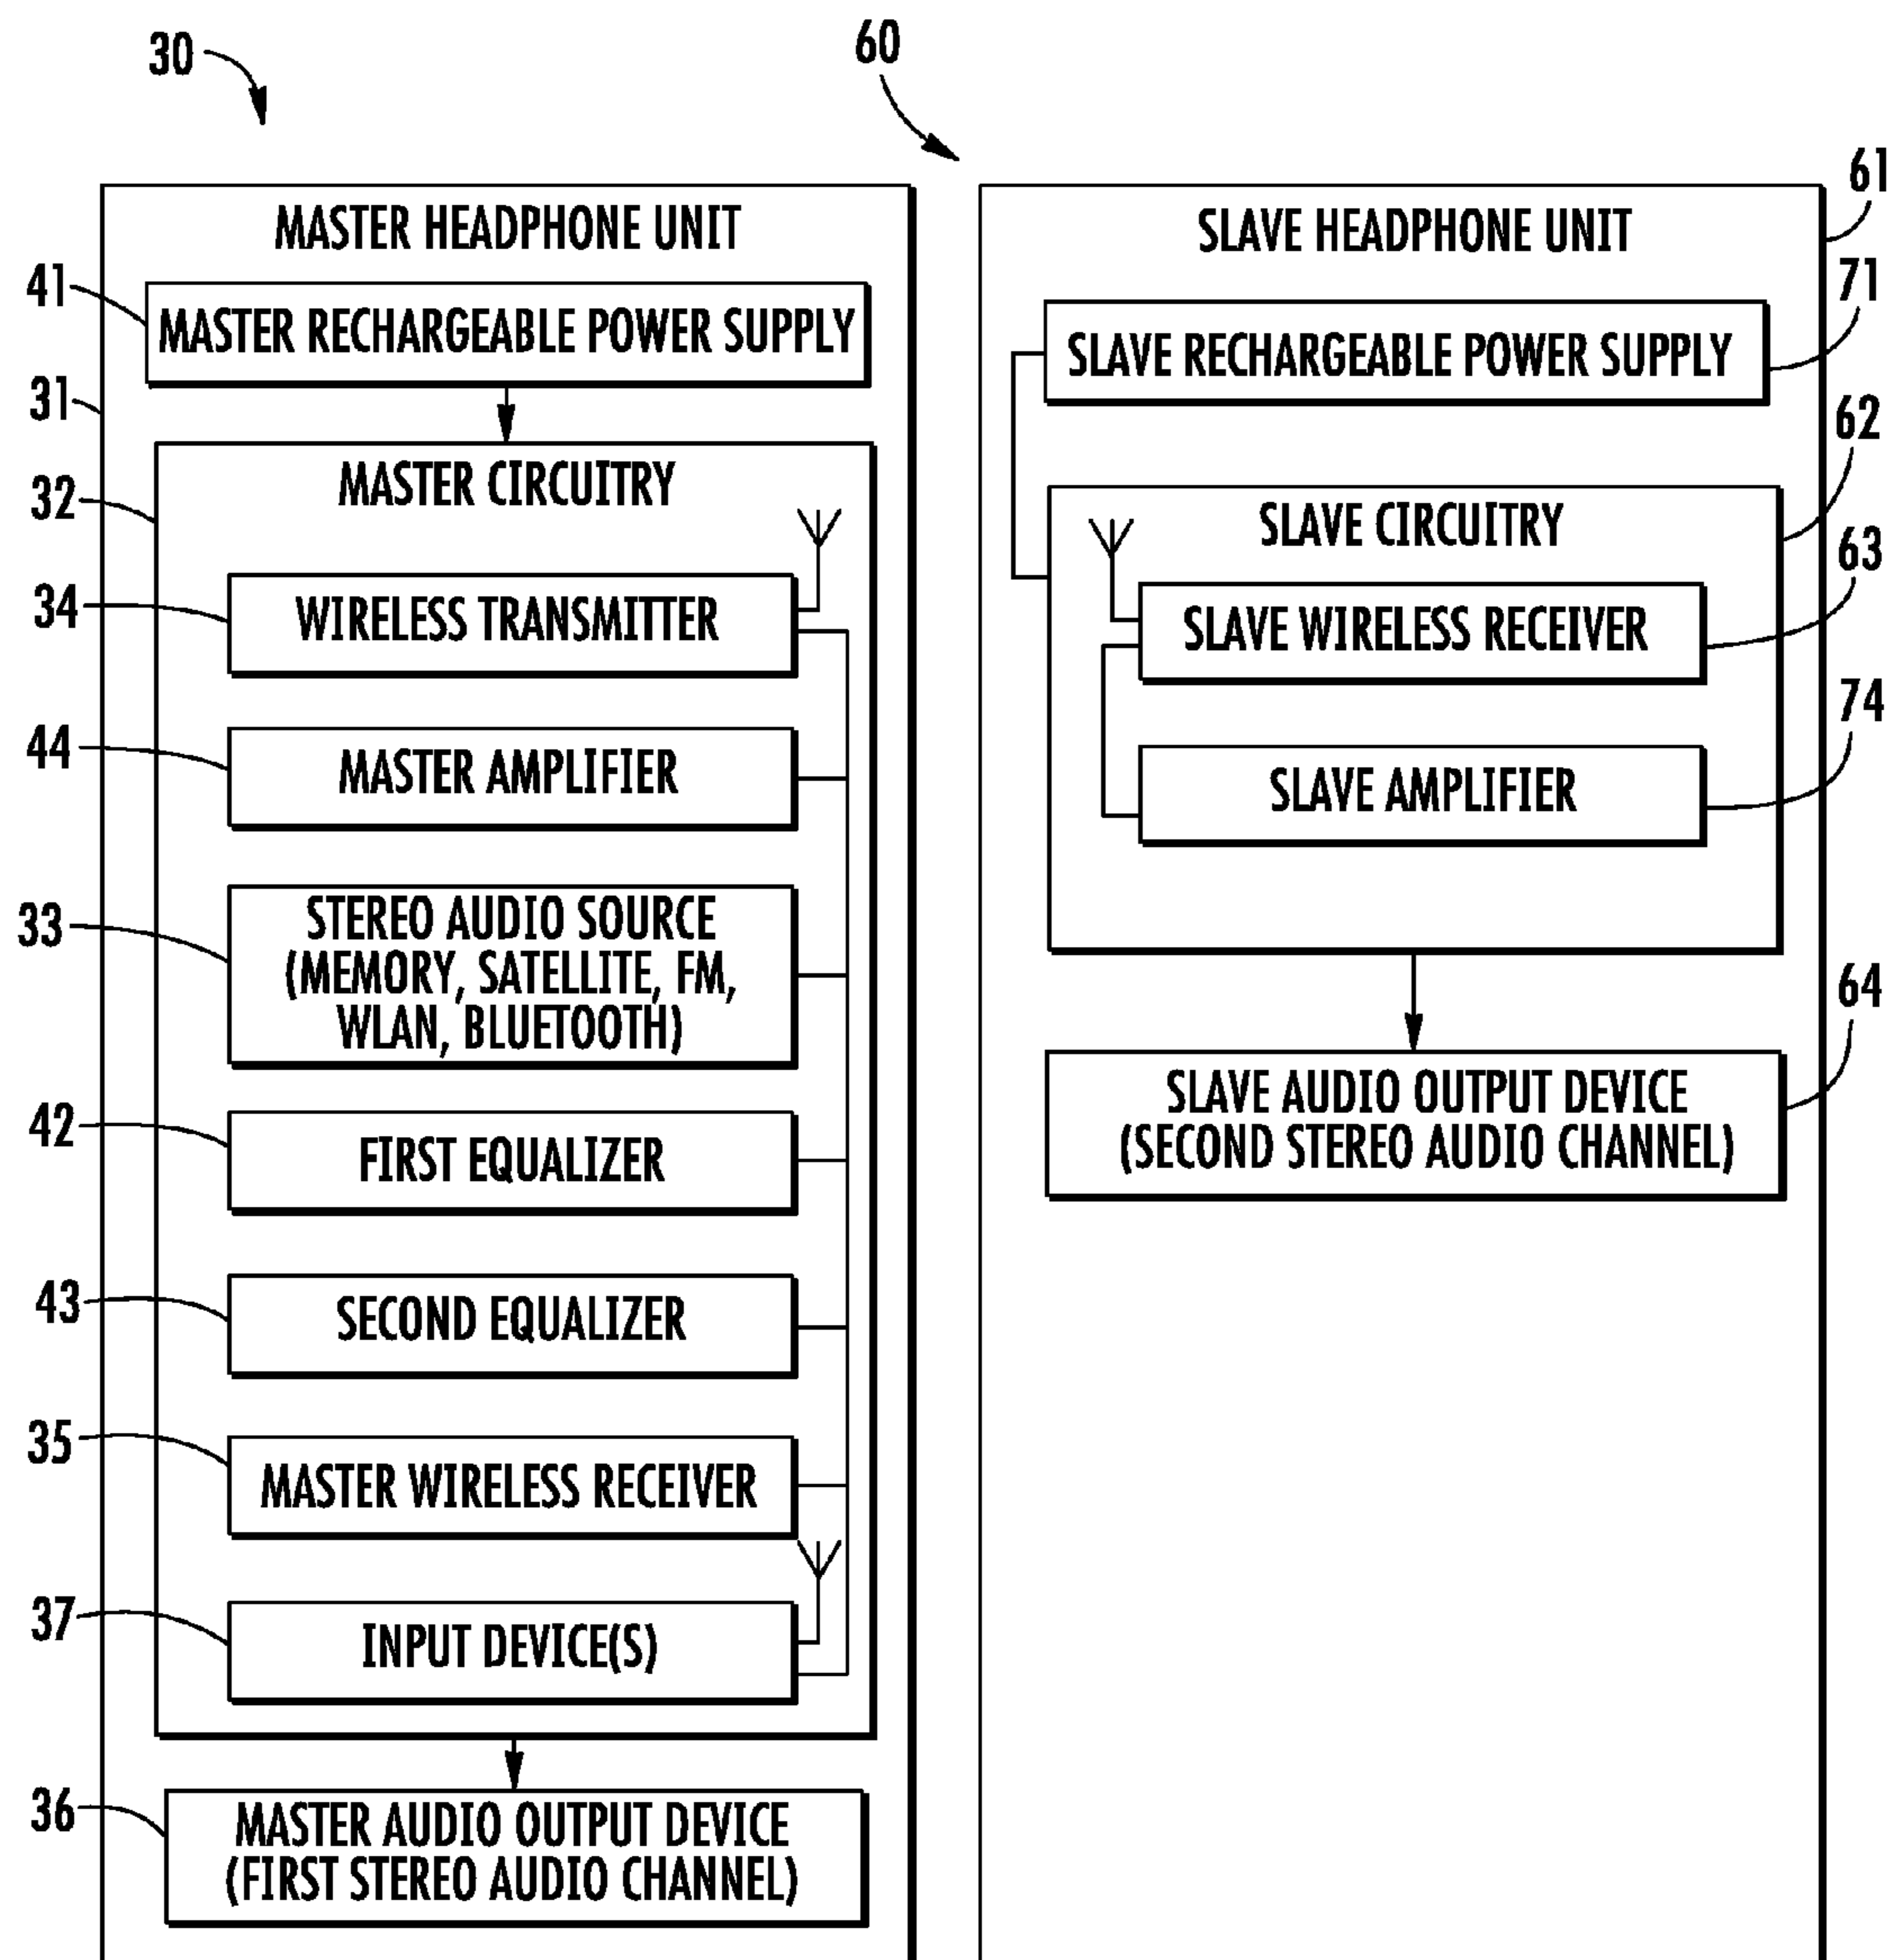 30
60
61
MASTER HEADPHONE UNIT
41
MASTER RECHARGEABLE POWER SUPPLY
31
32
MASTER CIRCUITRY
34
WIRELESS TRANSMITTER
44
MASTER AMPLIFIER
33
STEREO AUDIO SOURCE
(MEMORY, SATELLITE, FM,
WLAN, BLUETOOTH)
42
FIRST EQUALIZER
43
SECOND EQUALIZER
35
MASTER WIRELESS RECEIVER
37
INPUT DEVICE(S)
36
MASTER AUDIO OUTPUT DEVICE
(FIRST STEREO AUDIO CHANNEL)
SLAVE HEADPHONE UNIT
71
SLAVE RECHARGEABLE POWER SUPPLY
62
SLAVE CIRCUITRY
63
SLAVE WIRELESS RECEIVER
74
SLAVE AMPLIFIER
64
SLAVE AUDIO OUTPUT DEVICE
(SECOND STEREO AUDIO CHANNEL)